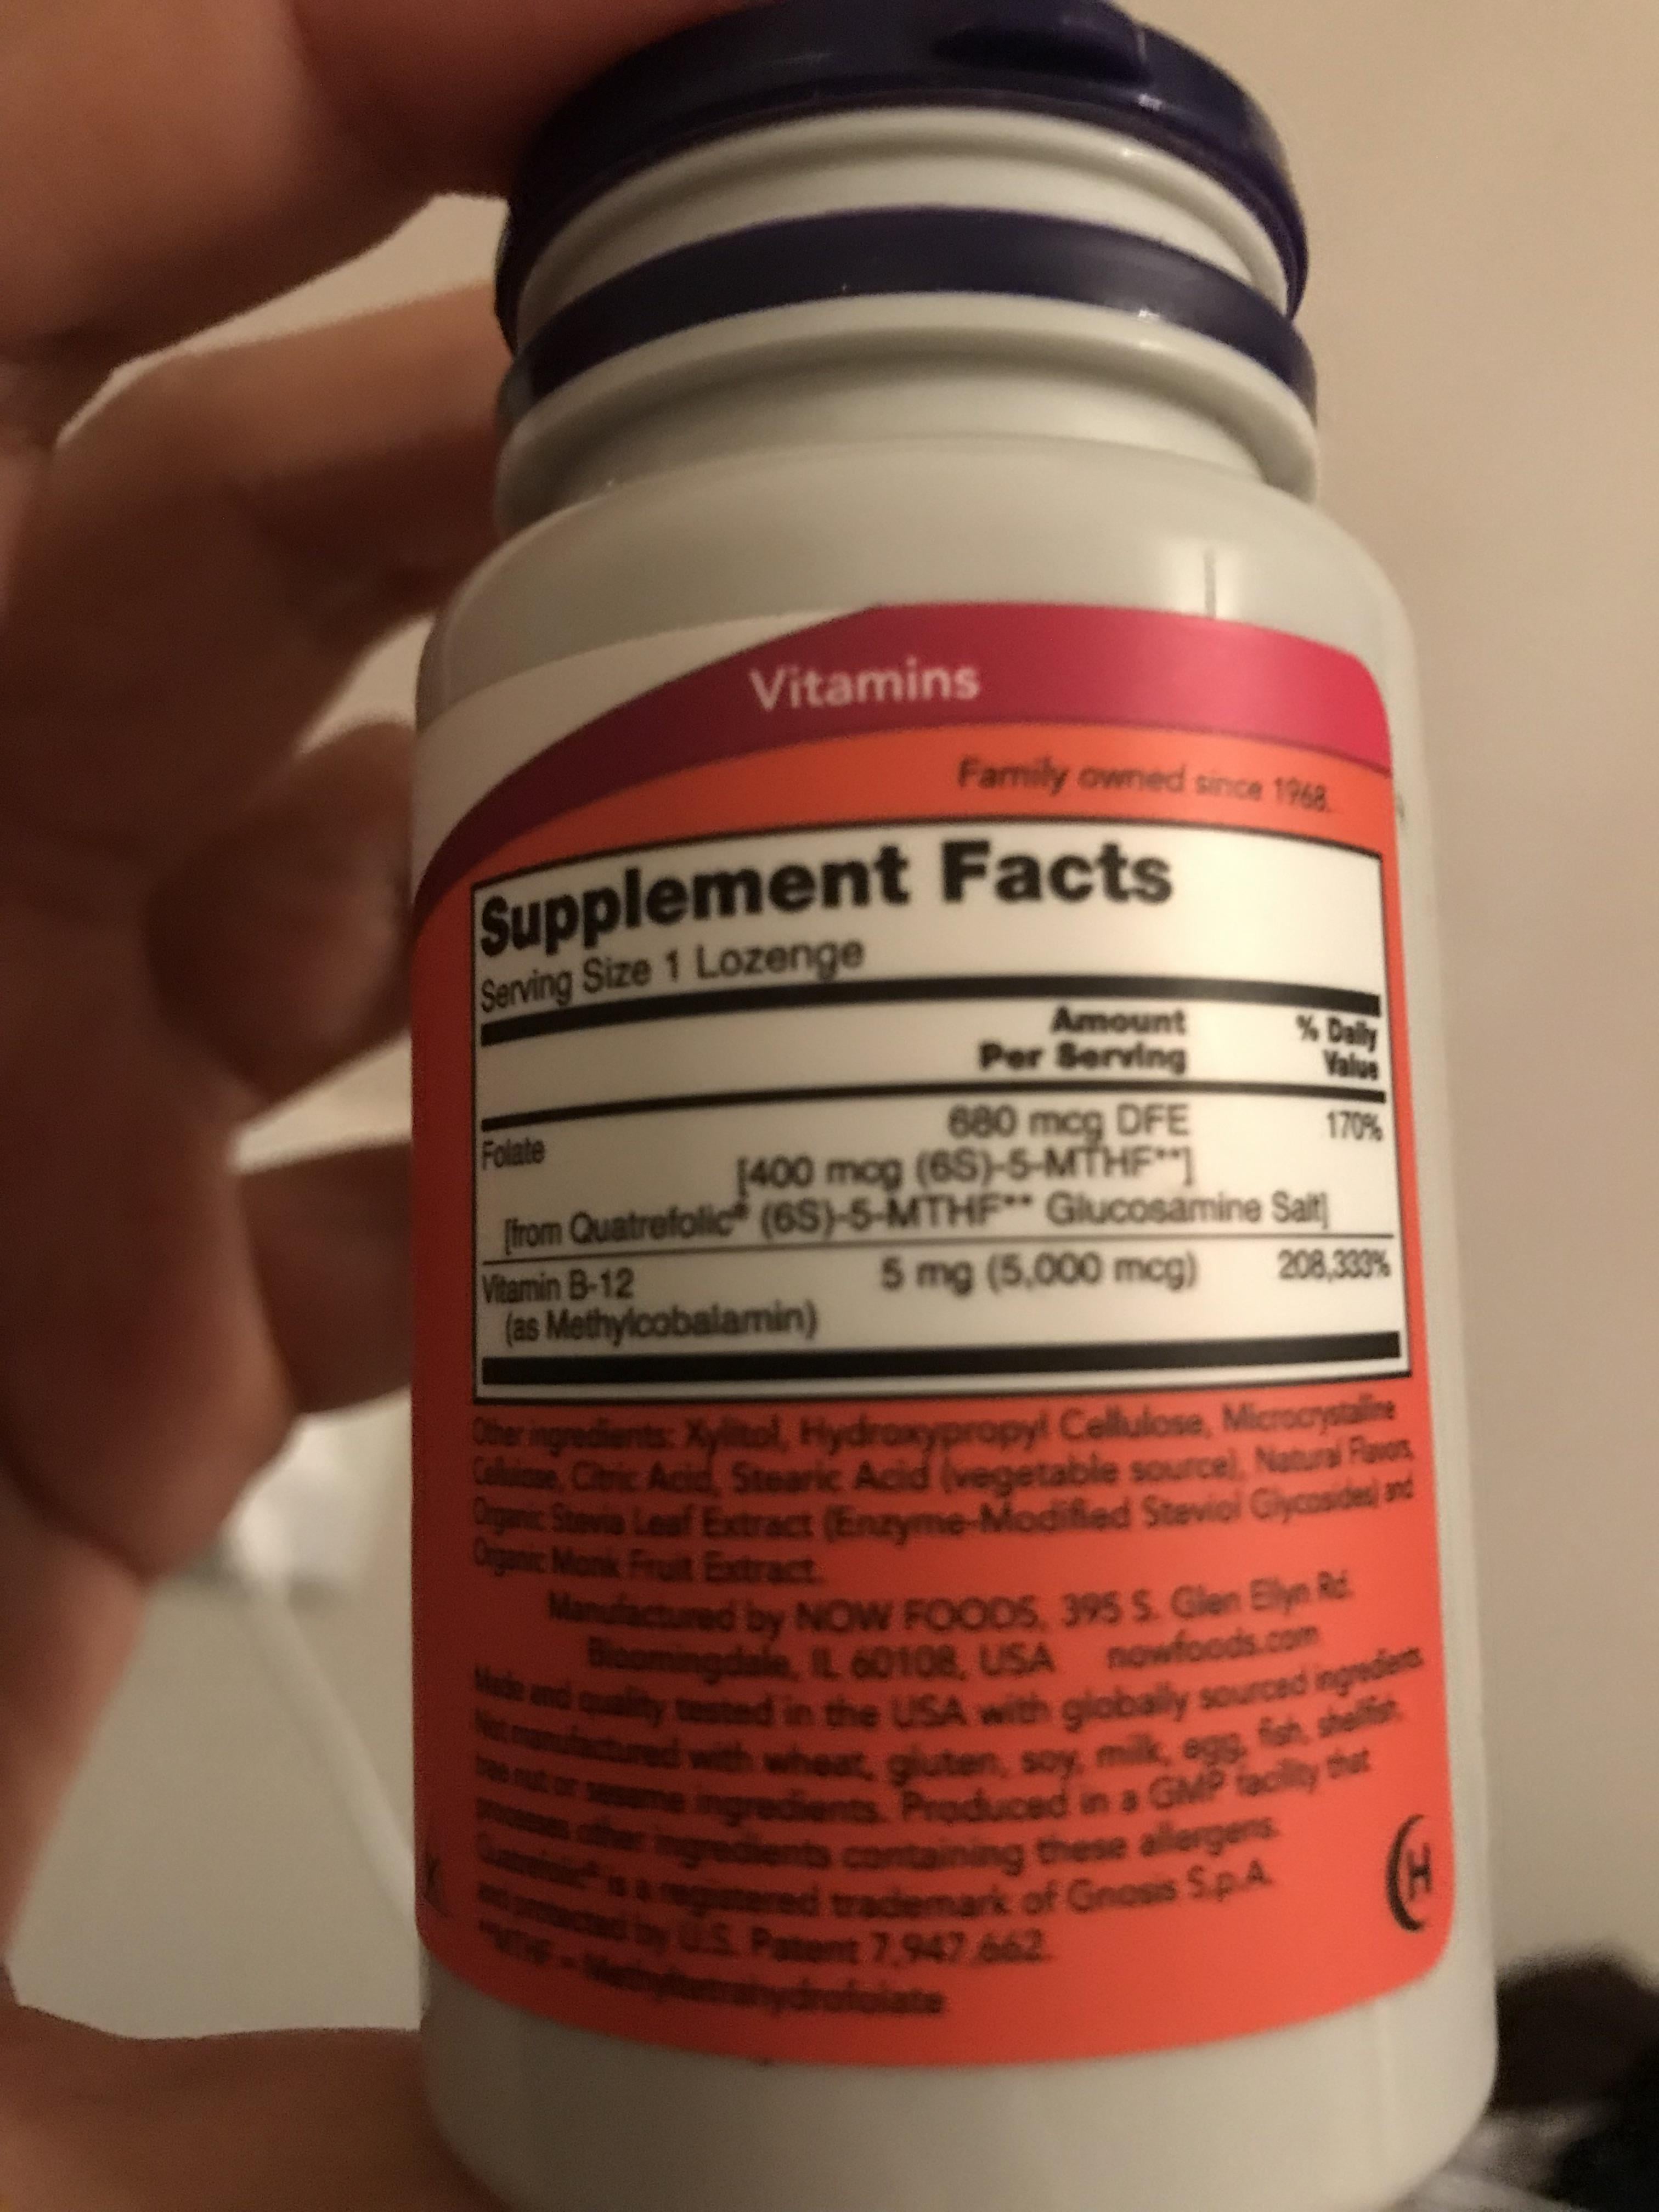 Vitamins
Family owned since 1968.
Supplement Facts
Serving Size 1 Lozenge
Amount Per Serving
% Daily Value
Folate 680 mcg DFE 170%
[400 mcg (6S)-5-MTHF**]
[from Quatrefolic® (6S)-5-MTHF** Glucosamine Salt]
Vitamin B-12 5 mg (5,000 mcg) 208,333%
(as Methylcobalamin)
Other ingredients: Xylitol, Hydroxypropyl Cellulose, Microcrystalline
Cellulose, Citric Acid, Stearic Acid (vegetable source), Natural Flavors,
Organic Stevia Leaf Extract (Enzyme-Modified Steviol Glycosides) and
Organic Monk Fruit Extract.
Manufactured by NOW FOODS, 395 S. Glen Ellyn Rd.
Bloomingdale, IL 60108, USA nowfoods.com
Made and quality tested in the USA with globally sourced ingredients.
Not manufactured with wheat, gluten, soy, milk, egg, fish, shellfish,
tree nut or sesame ingredients. Produced in a GMP facility that
processes other ingredients containing these allergens.
Quatrefolic® is a registered trademark of Gnosis S.p.A.
and protected by U.S. Patent 7,947,662.
**MTHF = Methyltetrahydrofolate
H